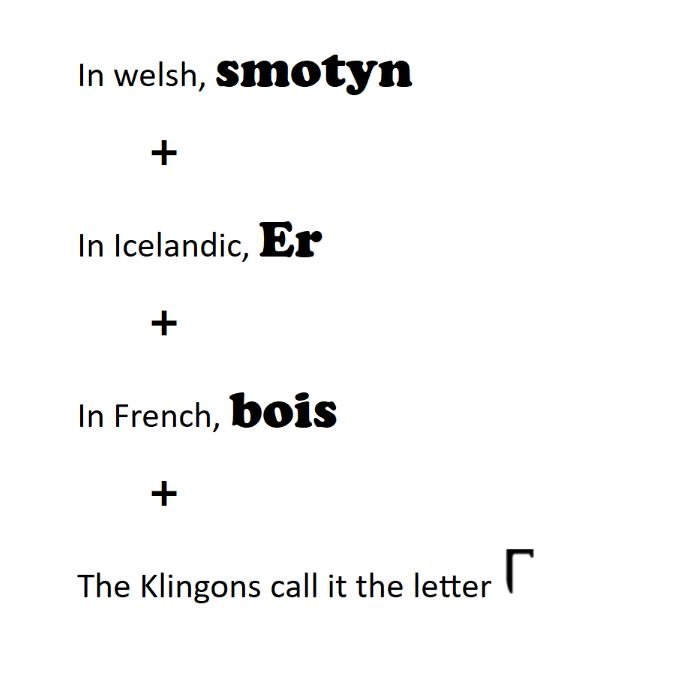 In welsh, smotyn
+
In Icelandic, Er
+
In French, bois
+
The Klingons call it the letter